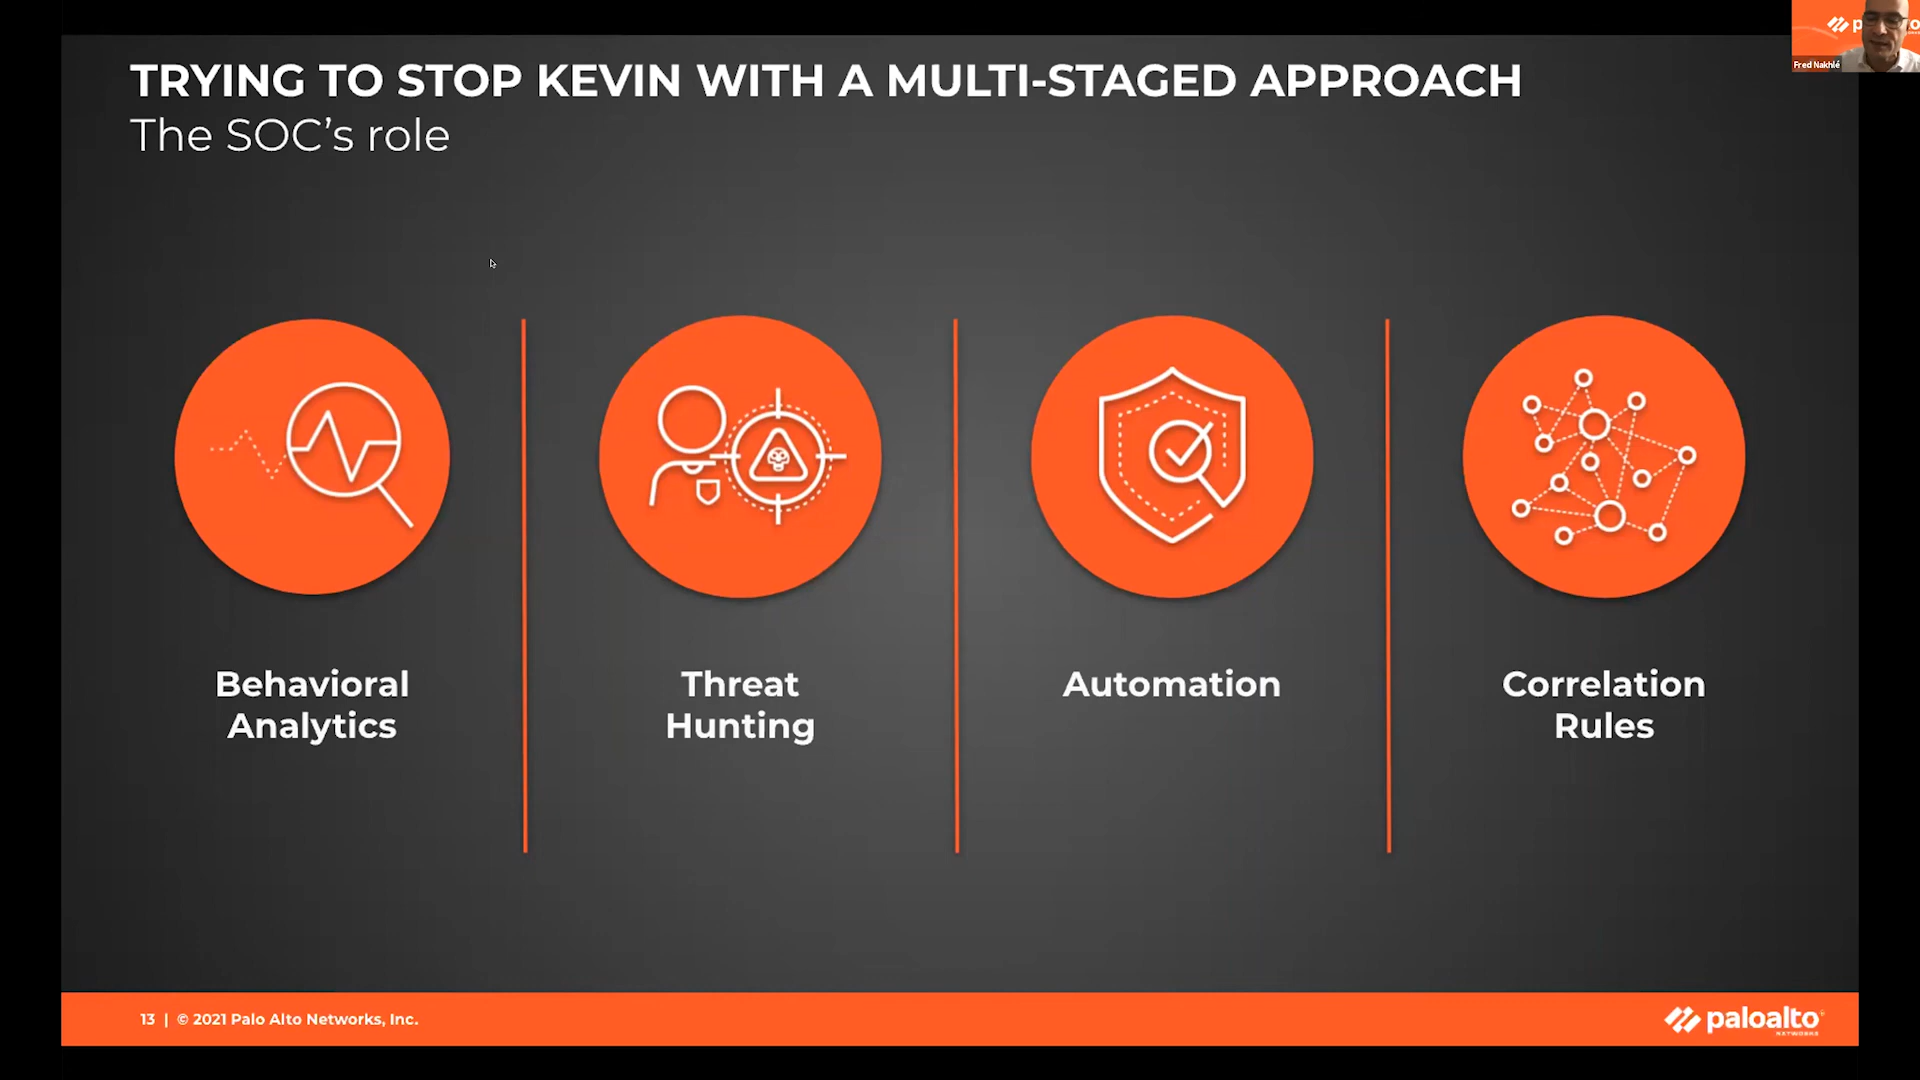 TRYING TO STOP KEVIN WITH A MULTI-STAGED APPROACH
The SOC's role
Fred Nakhlé
Behavioral
Analytics
Threat
Hunting
Automation
Correlation
Rules
13 | © 2021 Palo Alto Networks, Inc.
paloalto
NETWORKS